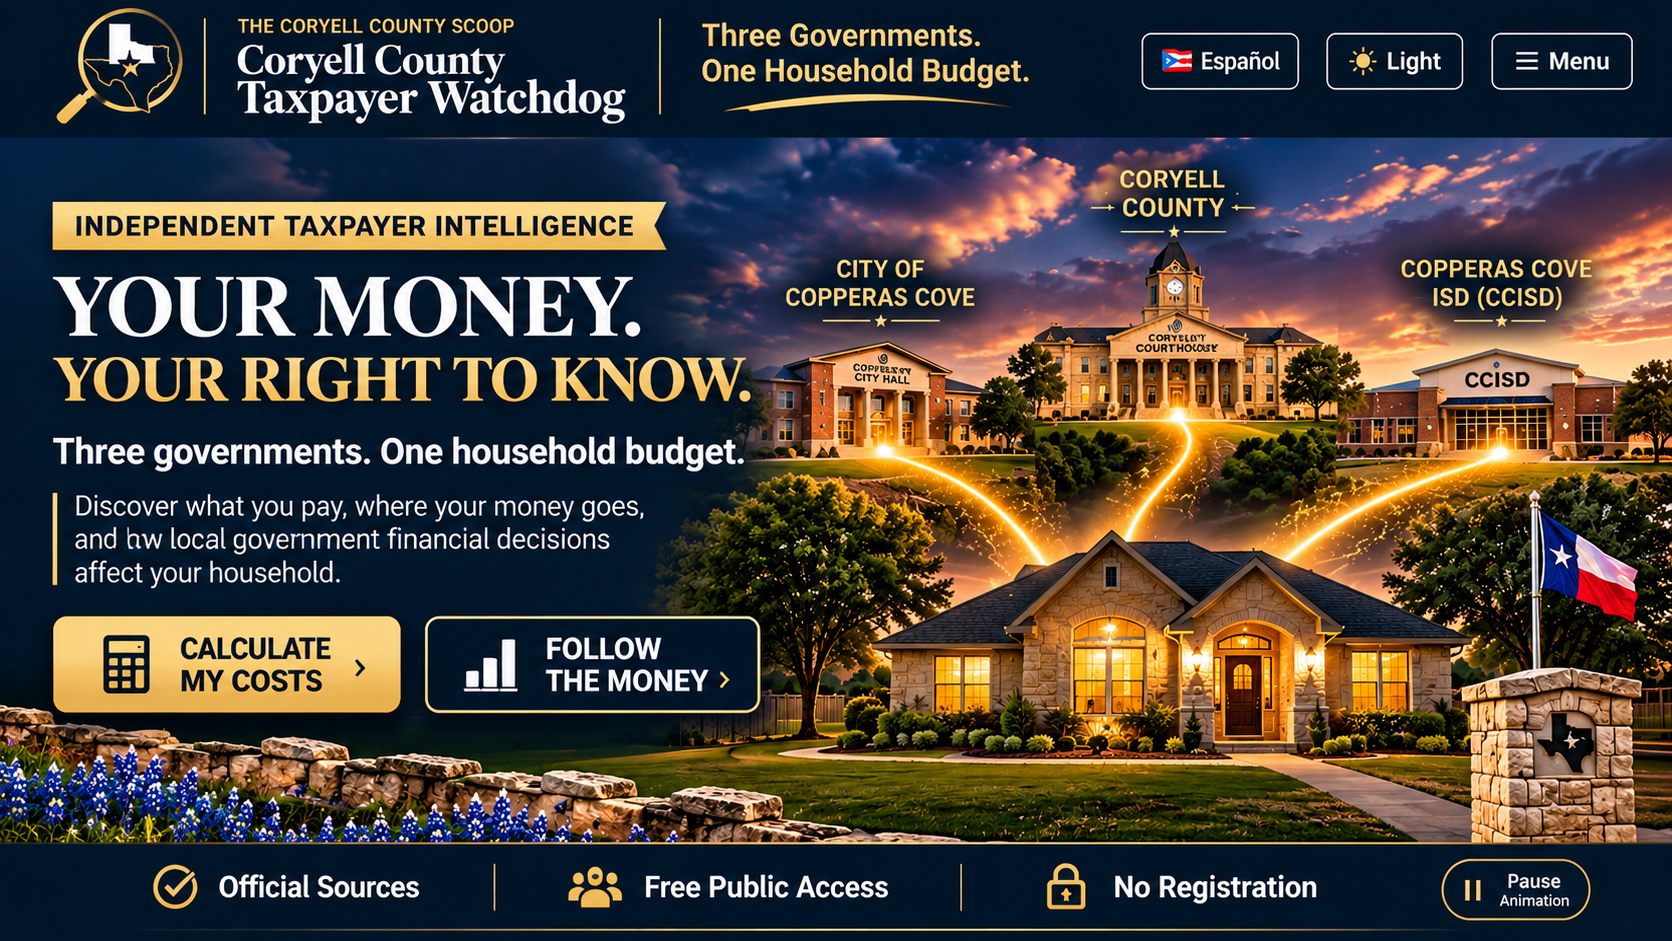 THE CORYELL COUNTY SCOOP
Coryell County
Taxpayer Watchdog
Three Governments.
One Household Budget.
Español
Light
Menu
INDEPENDENT TAXPAYER INTELLIGENCE
YOUR MONEY.
YOUR RIGHT TO KNOW.
Three governments. One household budget.
Discover what you pay, where your money goes,
and local government financial decisions
affect your household.
CALCULATE
MY COSTS
FOLLOW
THE MONEY
CORYELL
COUNTY
CITY OF
COPPERAS COVE
COPPERAS COVE
ISD (CCISD)
CITY HALL
CCISD
Official Sources
Free Public Access
No Registration
Pause
Animation